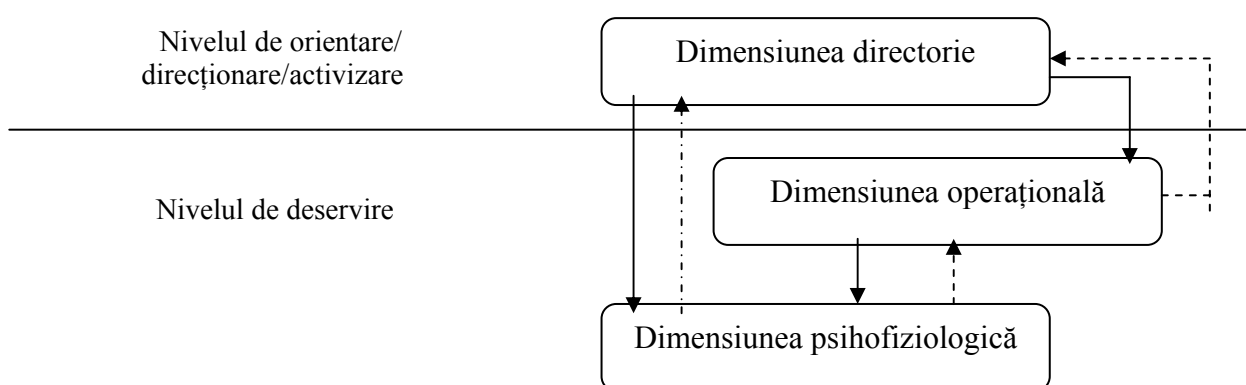 Nivelul de orientare/
direcționare/activizare
Dimensiunea directorie
Dimensiunea operațională
Nivelul de deservire
Dimensiunea psihofiziologică